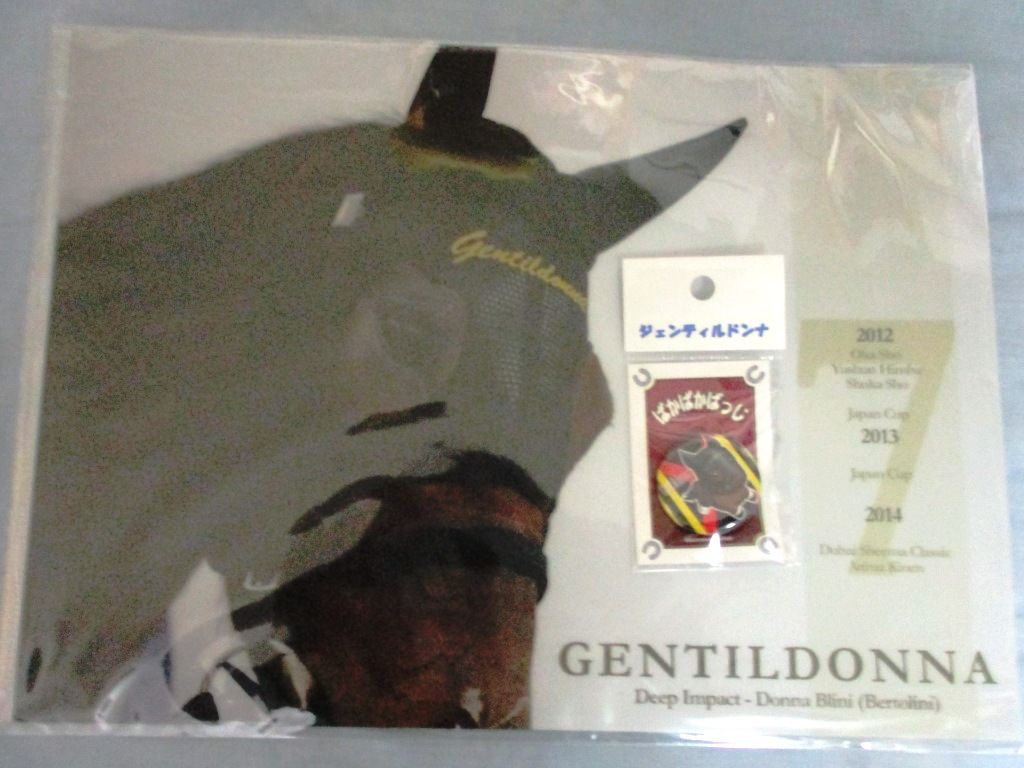 Gentildonna
ジェンティルドンナ
ばかばかばっじ
7
2012
Oka Sho
Yushun Himba
Shuka Sho
Japan Cup
2013
Japan Cup
2014
Dubai Sheema Classic
Arima Kinen
GENTILDONNA
Deep Impact - Donna Blini (Bertolini)